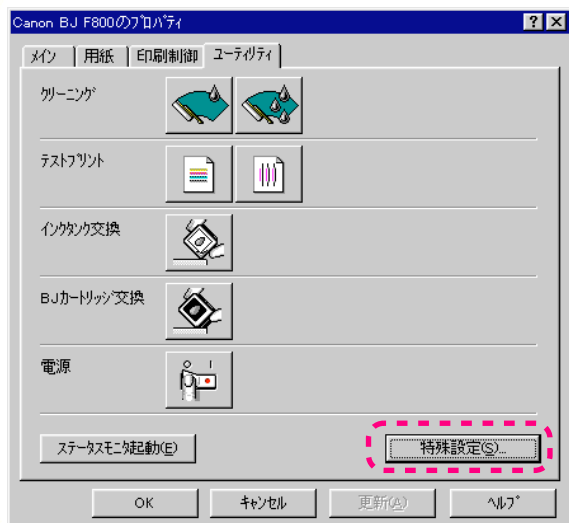 Canon BJ F800のﾌﾟﾛﾊﾟﾃｨ
ﾒｲﾝ 用紙 印刷制御 ﾕｰﾃｨﾘﾃｨ
ｸﾘｰﾆﾝｸﾞ
ﾃｽﾄﾌﾟﾘﾝﾄ
ｲﾝｸﾀﾝｸ交換
BJｶｰﾄﾘｯｼﾞ交換
電源
ｽﾃｰﾀｽﾓﾆﾀ起動(E) 特殊設定(S)...
OK ｷｬﾝｾﾙ 更新(A) ﾍﾙﾌﾟ